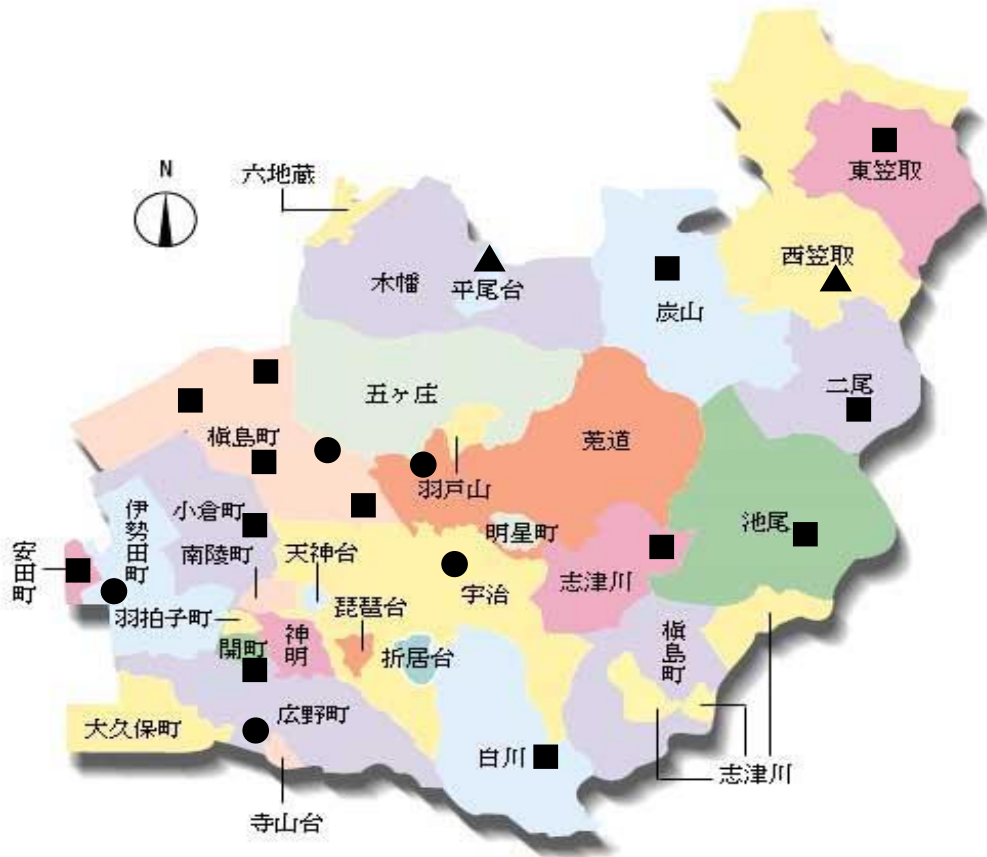 N
六地蔵
東笠取
西笠取
木幡
平尾台
炭山
二尾
五ヶ庄
莵道
槇島町
羽戸山
伊勢田町
小倉町
明星町
池尾
南陵町
天神台
安田町
志津川
宇治
羽拍子町
琵琶台
神明
槇島町
開町
折居台
広野町
大久保町
白川
志津川
寺山台